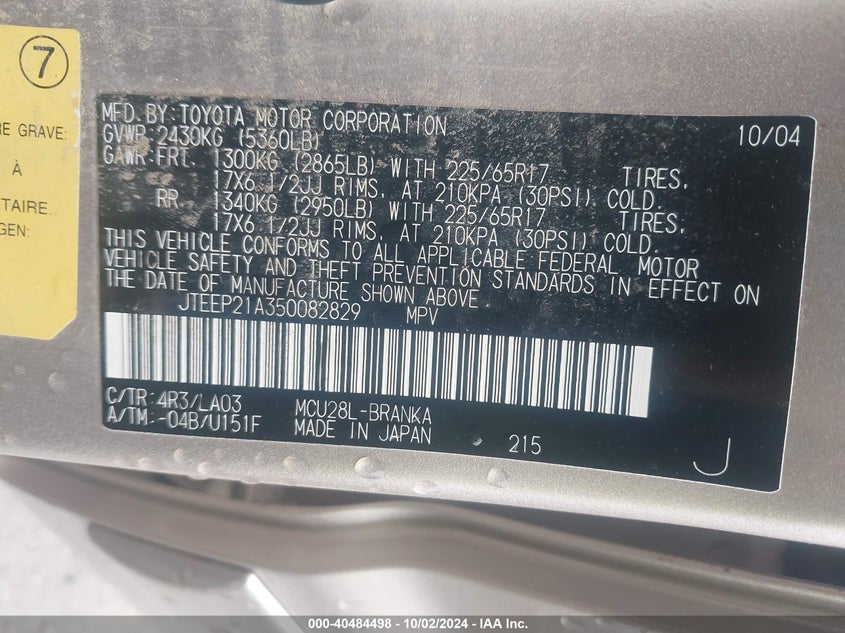 7
RE GRAVE:
À
TAIRE.
GEN:
MFD. BY: TOYOTA MOTOR CORPORATION 10/04
GVWR 2430KG (5360LB)
GAWR:FRT. 1300KG (2865LB) WITH 225/65R17 TIRES,
17X6 1/2JJ RIMS, AT 210KPA (30PSI) COLD.
RR 1340KG (2950LB) WITH 225/65R17 TIRES,
17X6 1/2JJ RIMS, AT 210KPA (30PSI) COLD.
THIS VEHICLE CONFORMS TO ALL APPLICABLE FEDERAL MOTOR
VEHICLE SAFETY AND THEFT PREVENTION STANDARDS IN EFFECT ON
THE DATE OF MANUFACTURE SHOWN ABOVE
JTEEP21A350082829 MPV
C/TR: 4R3/LA03 MCU28L-BRANKA
A/TM: -04B/U151F MADE IN JAPAN 215 J
000-40484498 - 10/02/2024 - IAA Inc.